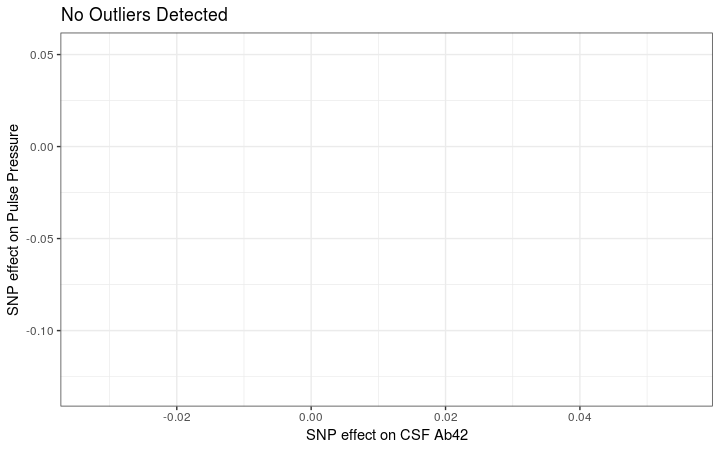 No Outliers Detected
0.05
0.00
-0.05
-0.10
SNP effect on Pulse Pressure
-0.02
0.00
0.02
0.04
SNP effect on CSF Ab42